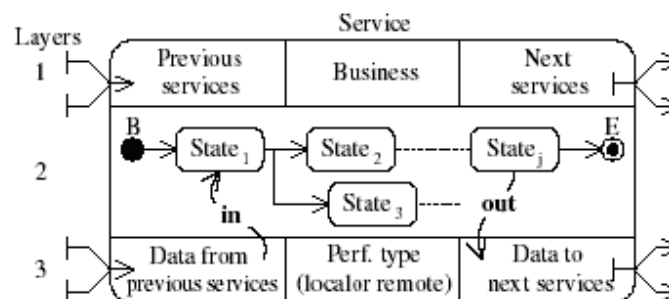 Service
Layers
1
Previous
services
Business
Next
services
2
B
State1
State2
Statej
E
State3
in
out
3
Data from
previous services
Perf. type
(localor remote)
Data to
next services